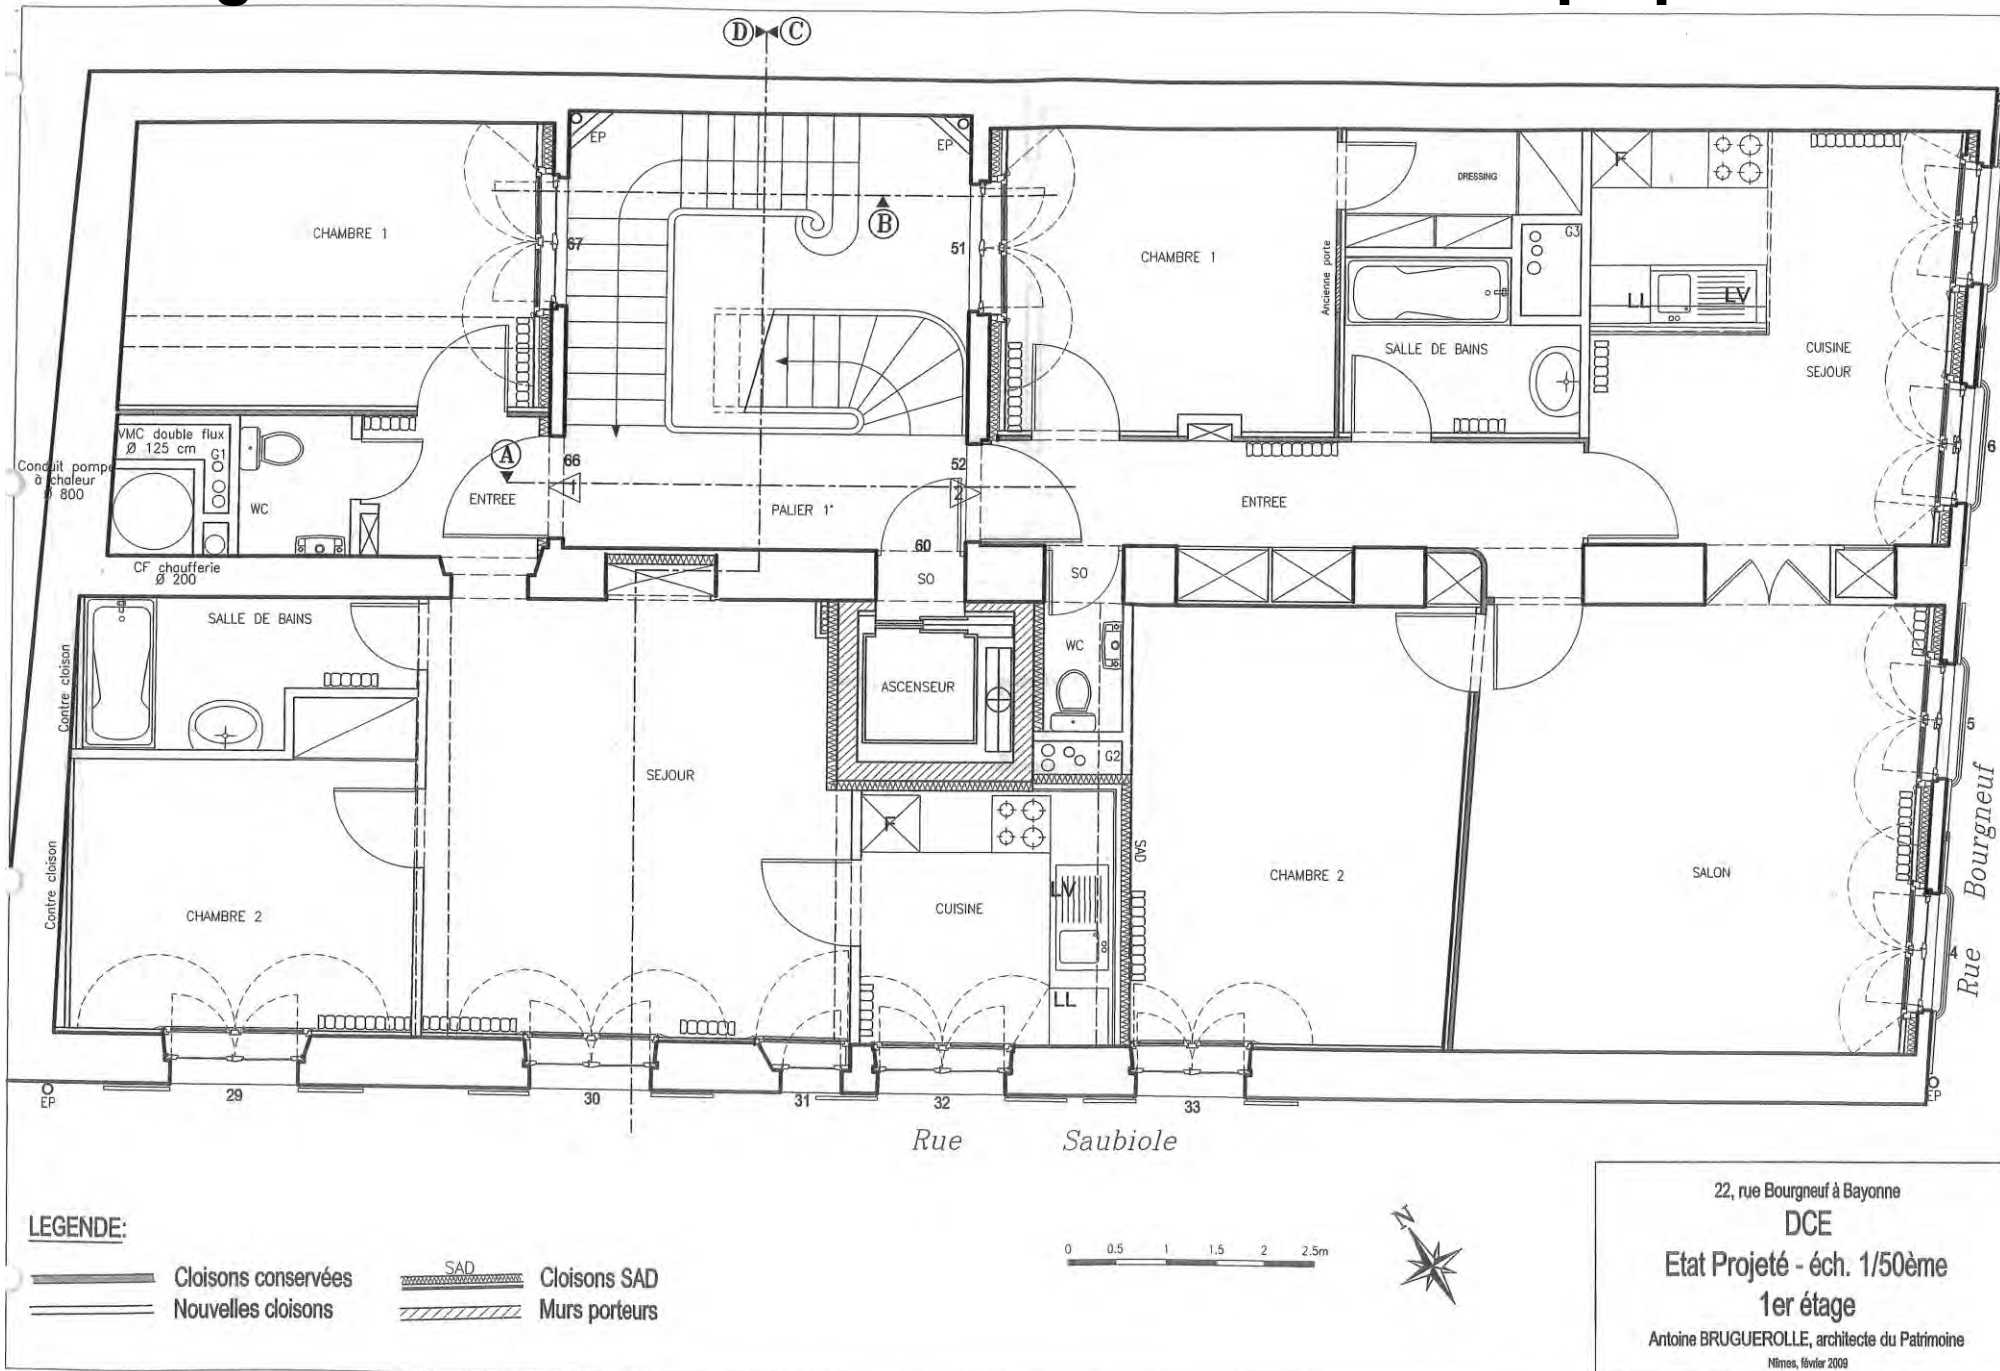 D C
EP
EP
CHAMBRE 1
67
B
51
CHAMBRE 1
Ancienne porte
DRESSING
F
G3
LL
LV
SALLE DE BAINS
CUISINE
SEJOUR
VMC double flux
Ø 125 cm
G1
Conduit pompe
à chaleur
Ø 800
WC
A
66
1
ENTREE
PALIER 1°
52
2
ENTREE
6
CF chaufferie
Ø 200
60
SO
SO
SALLE DE BAINS
Contre cloison
WC
ASCENSEUR
5
SEJOUR
G2
F
SAD
Contre cloison
CHAMBRE 2
LV
CUISINE
CHAMBRE 2
SALON
4
Rue Bourgneuf
LL
EP
29
30
31
32
33
EP
Rue Saubiole
LEGENDE:
Cloisons conservées
SAD
Cloisons SAD
Nouvelles cloisons
Murs porteurs
0 0.5 1 1.5 2 2.5m
N
22, rue Bourgneuf à Bayonne
DCE
Etat Projeté - éch. 1/50ème
1er étage
Antoine BRUGUEROLLE, architecte du Patrimoine
Nîmes, février 2009